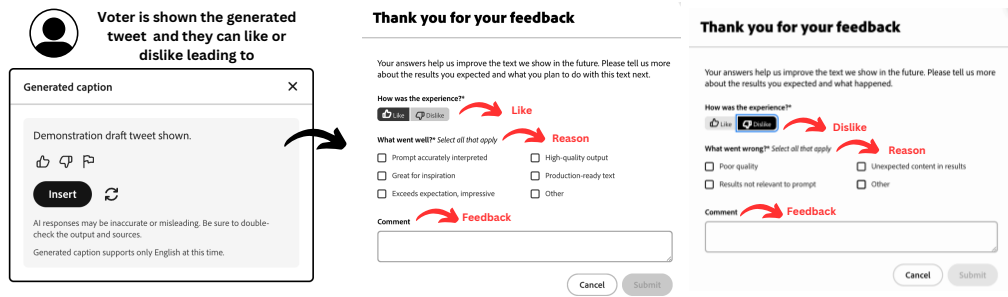 Voter is shown the generated
tweet and they can like or
dislike leading to
Generated caption
Demonstration draft tweet shown.
Insert
AI responses may be inaccurate or misleading. Be sure to double-
check the output and sources.
Generated caption supports only English at this time.
Thank you for your feedback
Your answers help us improve the text we show in the future. Please tell us more
about the results you expected and what you plan to do with this text next.
How was the experience?*
Like Dislike
Like
What went well?* Select all that apply
Reason
Prompt accurately interpreted
High-quality output
Great for inspiration
Production-ready text
Exceeds expectation, impressive
Other
Comment
Feedback
Cancel
Submit
Thank you for your feedback
Your answers help us improve the text we show in the future. Please tell us more
about the results you expected and what happened.
How was the experience?*
Like Dislike
Dislike
What went wrong?* Select all that apply
Reason
Poor quality
Unexpected content in results
Results not relevant to prompt
Other
Comment
Feedback
Cancel
Submit